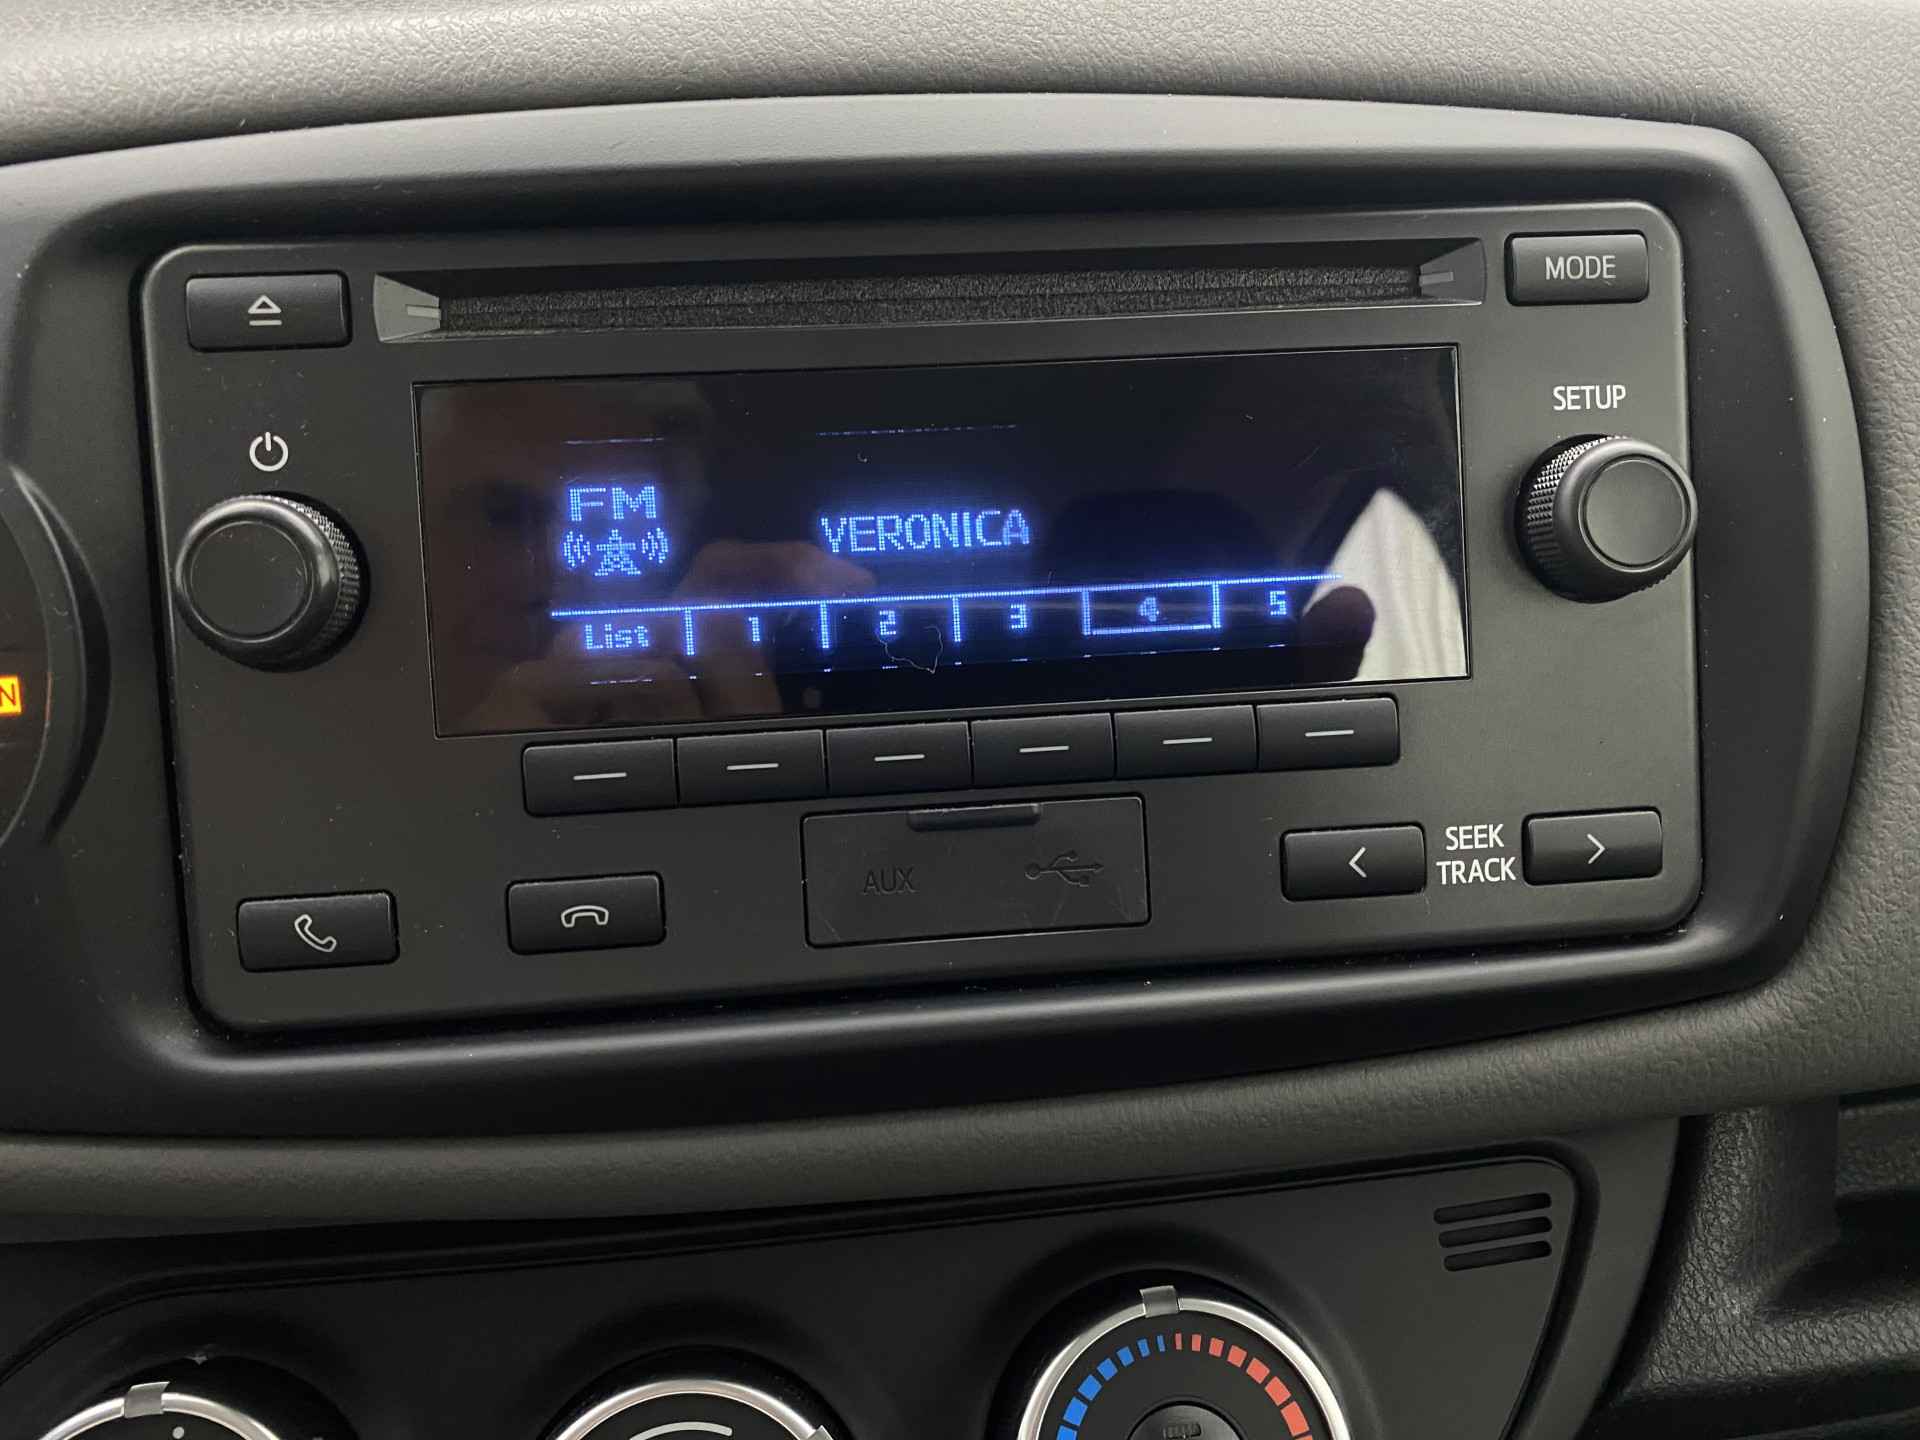 MODE
SETUP
FM
VERONICA
List 1 2 3 4 5
N
AUX
SEEK
TRACK